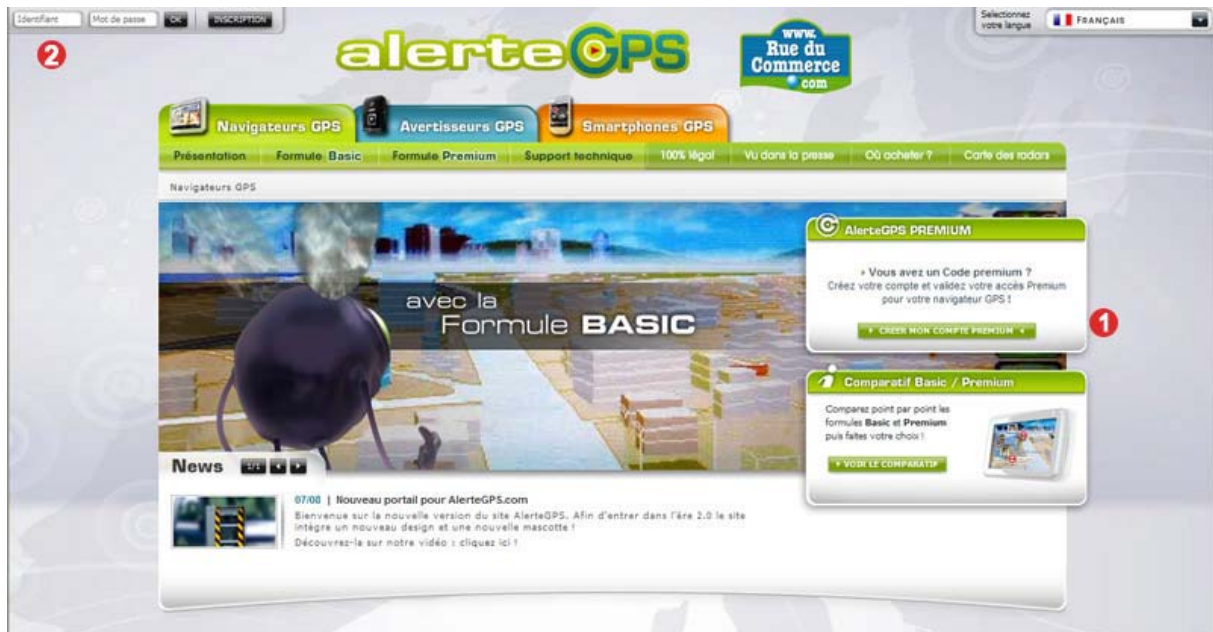 Identifiant
Mot de passe
OK
INSCRIPTION
Selectionnez
votre langue
FRANÇAIS
2
alerteGPS
www.
Rue du
Commerce
com
Navigateurs GPS
Avertisseurs GPS
Smartphones GPS
Présentation
Formule Basic
Formule Premium
Support technique
100% légal
Vu dans la presse
Où acheter ?
Carte des radars
Navigateurs GPS
avec la
Formule BASIC
AlerteGPS PREMIUM
Vous avez un Code premium ?
Créez votre compte et validez votre accès Premium
pour votre navigateur GPS !
CREER MON COMPTE PREMIUM
1
Comparatif Basic / Premium
Comparez point par point les
formules Basic et Premium
puis faites votre choix !
VOIR LE COMPARATIF
News
1/1
07/08 | Nouveau portail pour AlerteGPS.com
Bienvenue sur la nouvelle version du site AlerteGPS. Afin d'entrer dans l'ère 2.0 le site
intègre un nouveau design et une nouvelle mascotte !
Découvrez-la sur notre vidéo : cliquez ici !